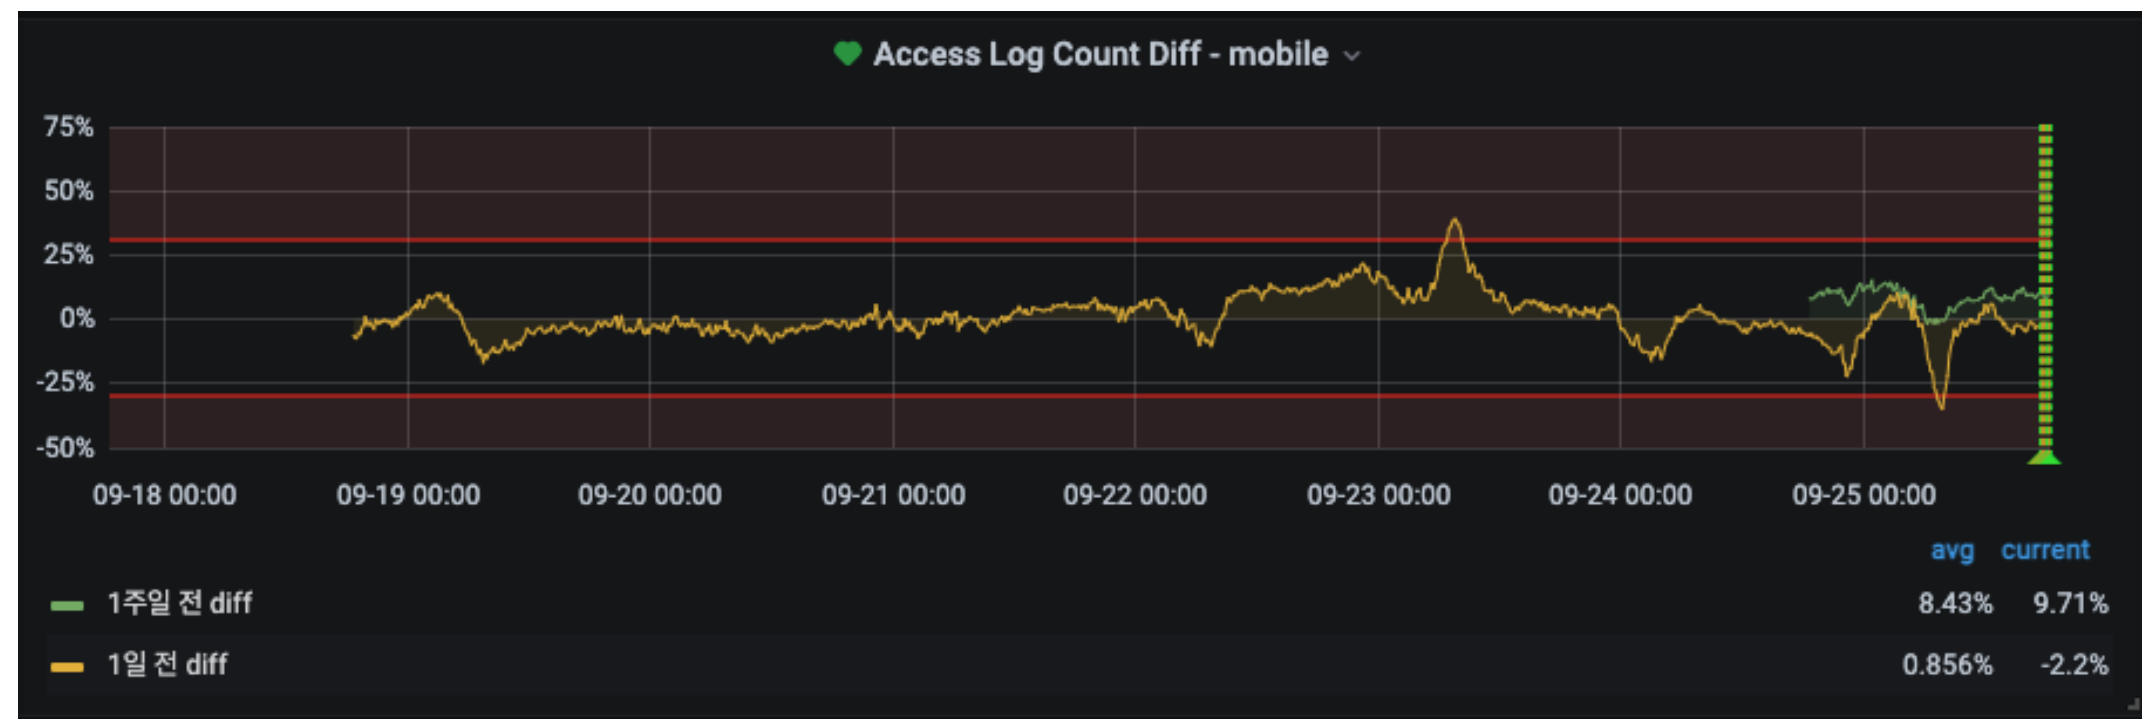 Access Log Count Diff - mobile
75%
50%
25%
0%
-25%
-50%
09-18 00:00 09-19 00:00 09-20 00:00 09-21 00:00 09-22 00:00 09-23 00:00 09-24 00:00 09-25 00:00
avg current
1주일 전 diff 8.43% 9.71%
1일 전 diff 0.856% -2.2%